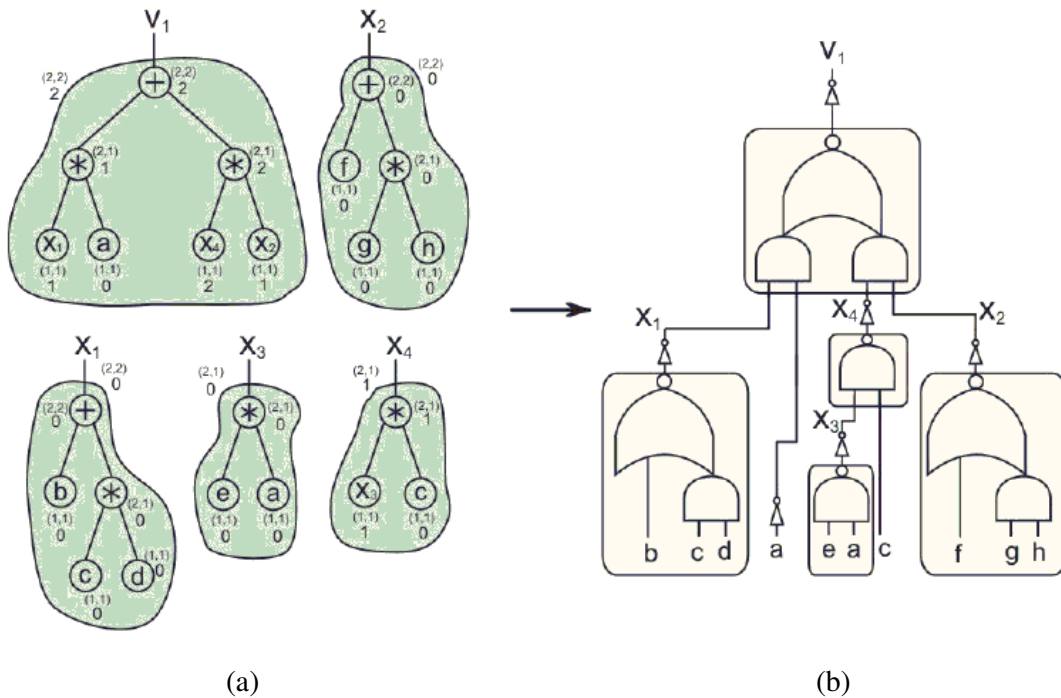 V₁
(2,2)
2
+
(2,2)
2
*
(2,1)
1
*
(2,1)
2
x₁
(1,1)
1
a
(1,1)
0
x₄
(1,1)
2
x₂
(1,1)
1
X₂
(2,2)
0
+
(2,2)
0
f
(1,1)
0
*
(2,1)
0
g
(1,1)
0
h
(1,1)
0
X₁
(2,2)
0
+
(2,2)
0
b
(1,1)
0
*
(2,1)
0
c
(1,1)
0
d
(1,1)
0
X₃
(2,1)
0
*
(2,1)
0
e
(1,1)
0
a
(1,1)
0
X₄
(2,1)
1
*
(2,1)
1
x₃
(1,1)
1
c
(1,1)
0
(a)
V₁
X₁
X₄
X₂
X₃
b
c d
a
e a
c
f
g h
(b)